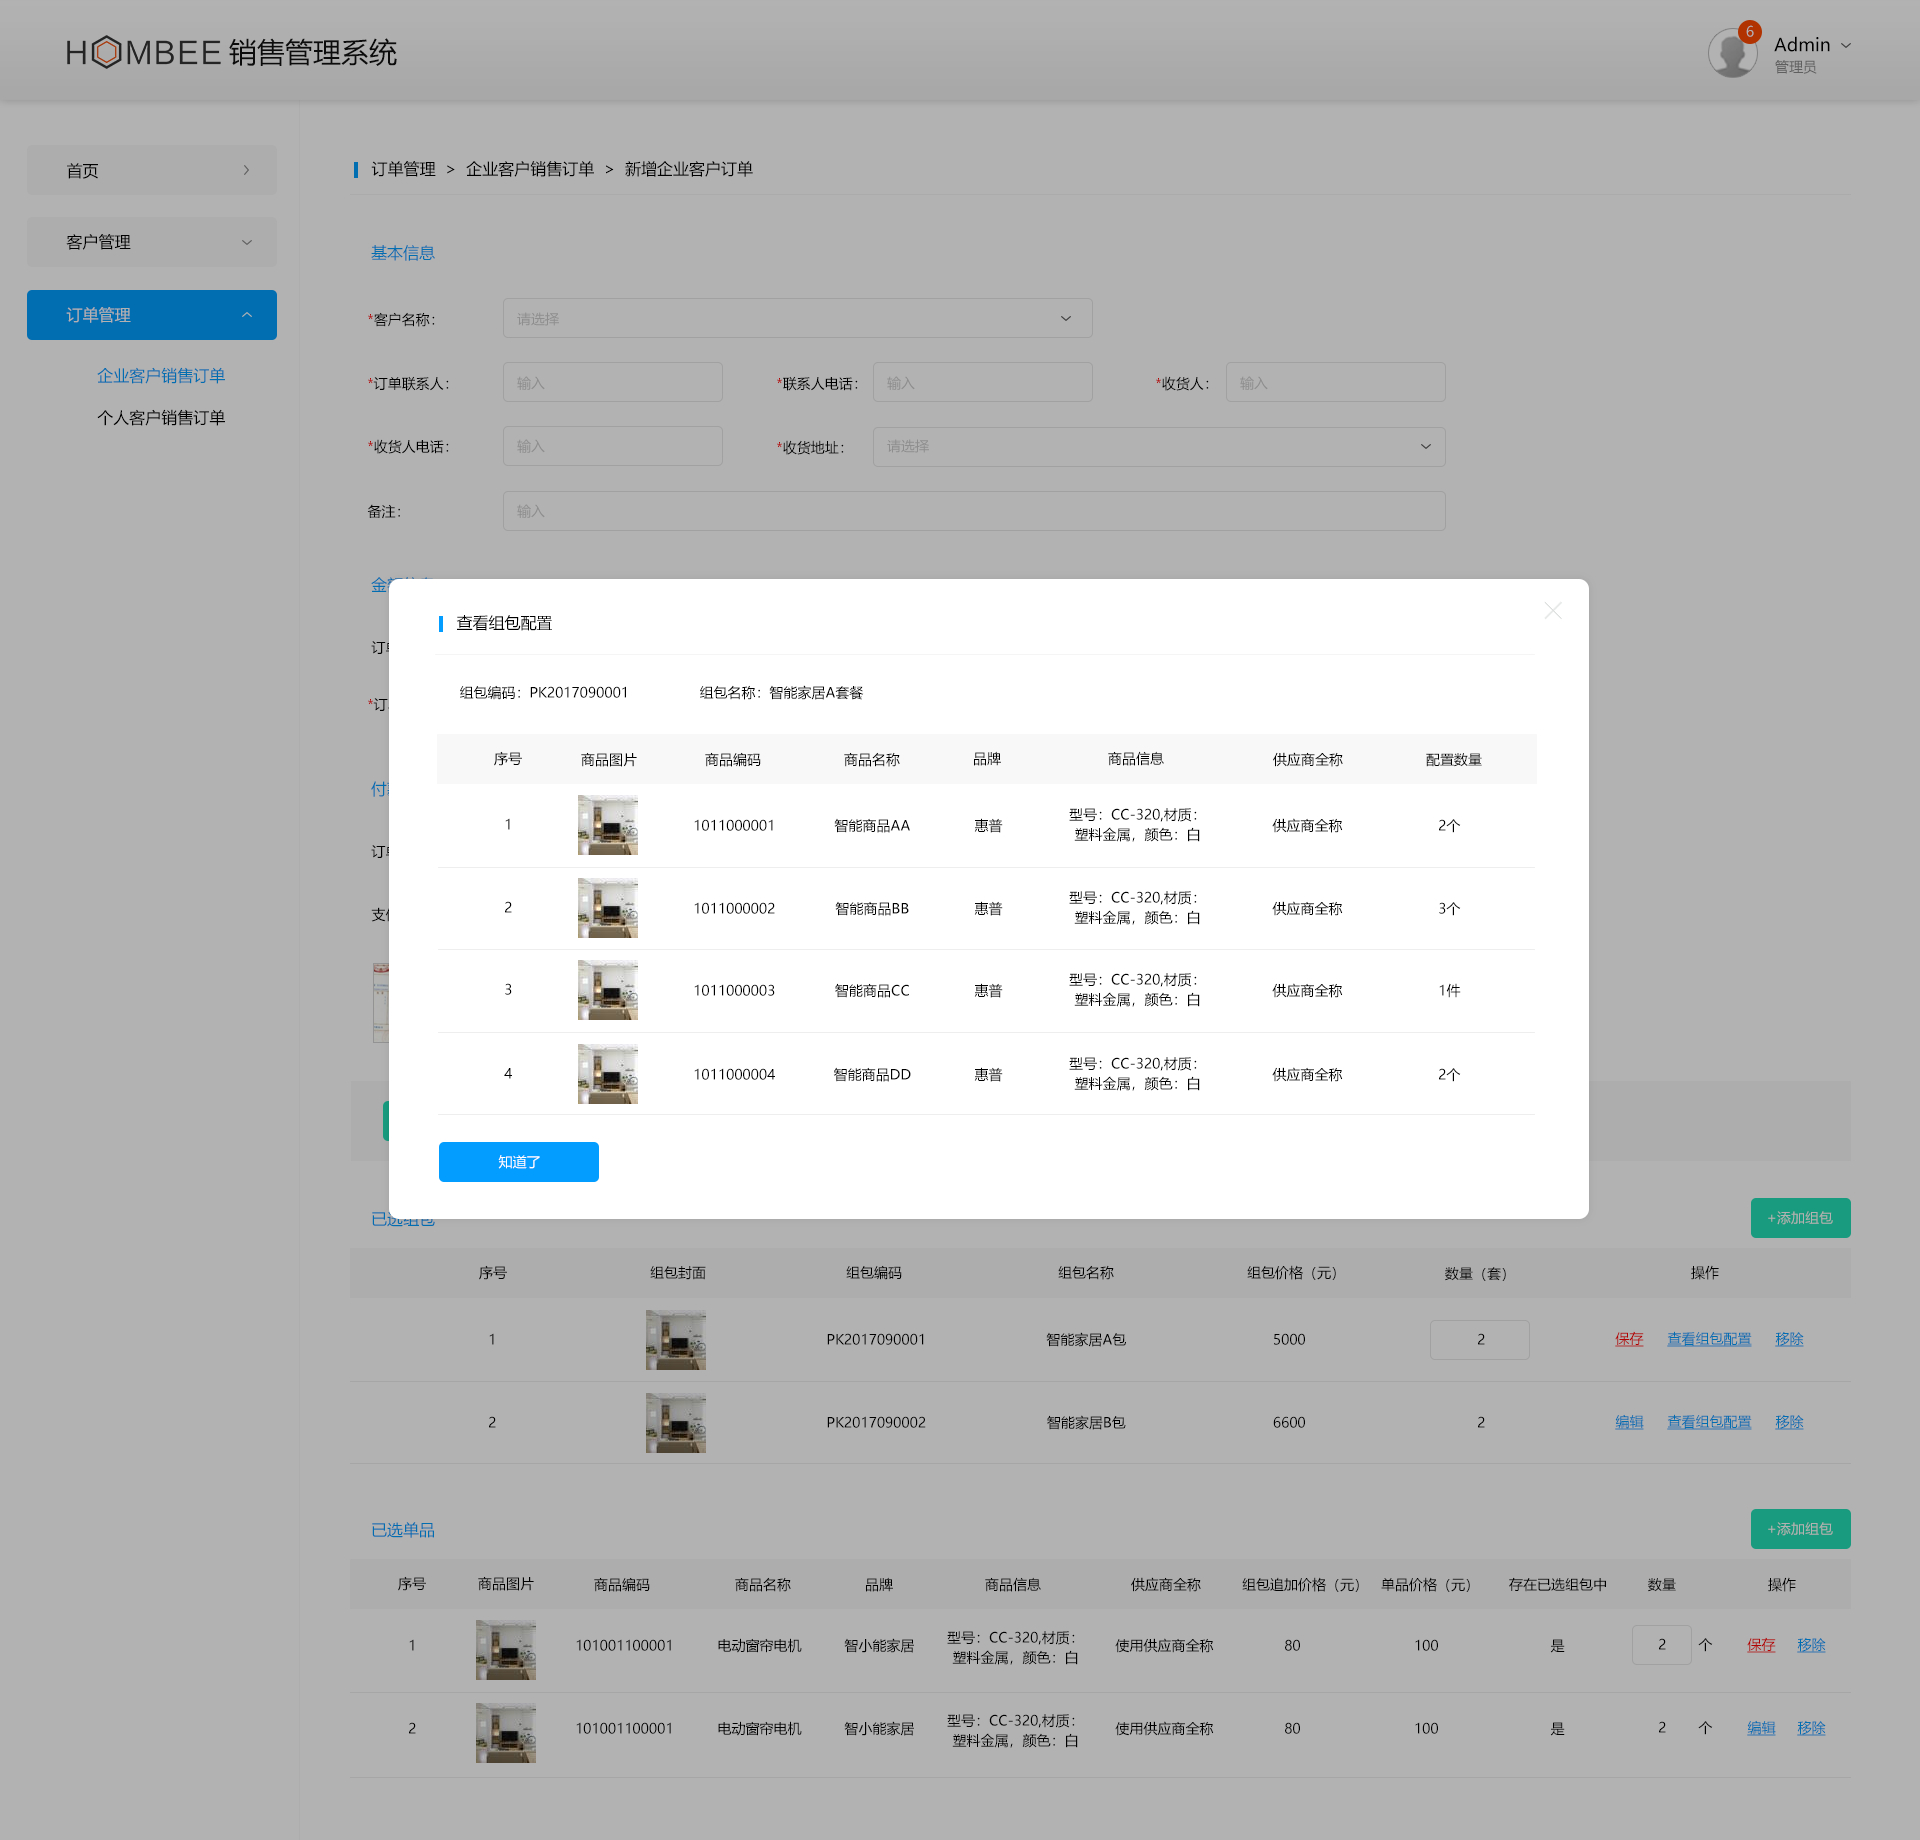 HOMBEE 销售管理系统
6
Admin
管理员
首页
客户管理
订单管理
企业客户销售订单
个人客户销售订单
订单管理 > 企业客户销售订单 > 新增企业客户订单
基本信息
*客户名称： 请选择
*订单联系人： 输入 *联系人电话： 输入 *收货人： 输入
*收货人电话： 输入 *收货地址： 请选择
备注： 输入
查看组包配置
组包编码：PK2017090001 组包名称：智能家居A套餐
序号 商品图片 商品编码 商品名称 品牌 商品信息 供应商全称 配置数量
1 1011000001 智能商品AA 惠普 型号：CC-320,材质： 供应商全称 2个
塑料金属，颜色：白
2 1011000002 智能商品BB 惠普 型号：CC-320,材质： 供应商全称 3个
塑料金属，颜色：白
3 1011000003 智能商品CC 惠普 型号：CC-320,材质： 供应商全称 1件
塑料金属，颜色：白
4 1011000004 智能商品DD 惠普 型号：CC-320,材质： 供应商全称 2个
塑料金属，颜色：白
知道了
已选组包
+添加组包
序号 组包封面 组包编码 组包名称 组包价格（元） 数量（套） 操作
1 PK2017090001 智能家居A包 5000 2 保存 查看组包配置 移除
2 PK2017090002 智能家居B包 6600 2 编辑 查看组包配置 移除
已选单品
+添加组包
序号 商品图片 商品编码 商品名称 品牌 商品信息 供应商全称 组包追加价格（元） 单品价格（元） 存在已选组包中 数量 操作
1 101001100001 电动窗帘电机 智小能家居 型号：CC-320,材质： 使用供应商全称 80 100 是 2 个 保存 移除
塑料金属，颜色：白
2 101001100001 电动窗帘电机 智小能家居 型号：CC-320,材质： 使用供应商全称 80 100 是 2 个 编辑 移除
塑料金属，颜色：白